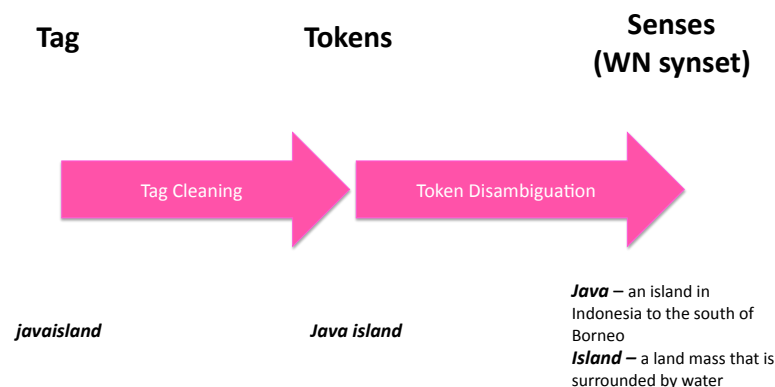 Tag
Tokens
Senses
(WN synset)
Tag Cleaning
Token Disambiguation
javaisland
Java island
Java – an island in
Indonesia to the south of
Borneo
Island – a land mass that is
surrounded by water